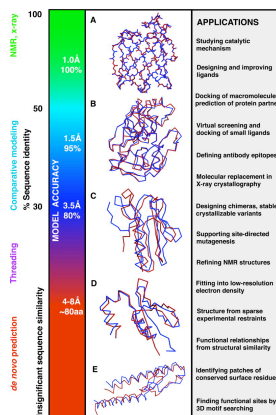 100
50
30
% Sequence identity
Insignificant sequence similarity
NMR, x-ray
Comparative modeling
Threading
de novo prediction
MODEL ACCURACY
1.0Å
100%
1.5Å
95%
3.5Å
80%
4-8Å
~80aa
A
B
C
D
E
APPLICATIONS
Studying catalytic
mechanism
Designing and improving
ligands
Docking of macromolecule
prediction of protein partne
Virtual screening and
docking of small ligands
Defining antibody epitopes
Molecular replacement in
X-ray crystallography
Designing chimeras, stable
crystallizable variants
Supporting site-directed
mutagenesis
Refining NMR structures
Fitting into low-resolution
electron density
Structure from sparse
experimental restraints
Functional relationships
from structural similarity
Identifying patches of
conserved surface residue
Finding functional sites by
3D motif searching